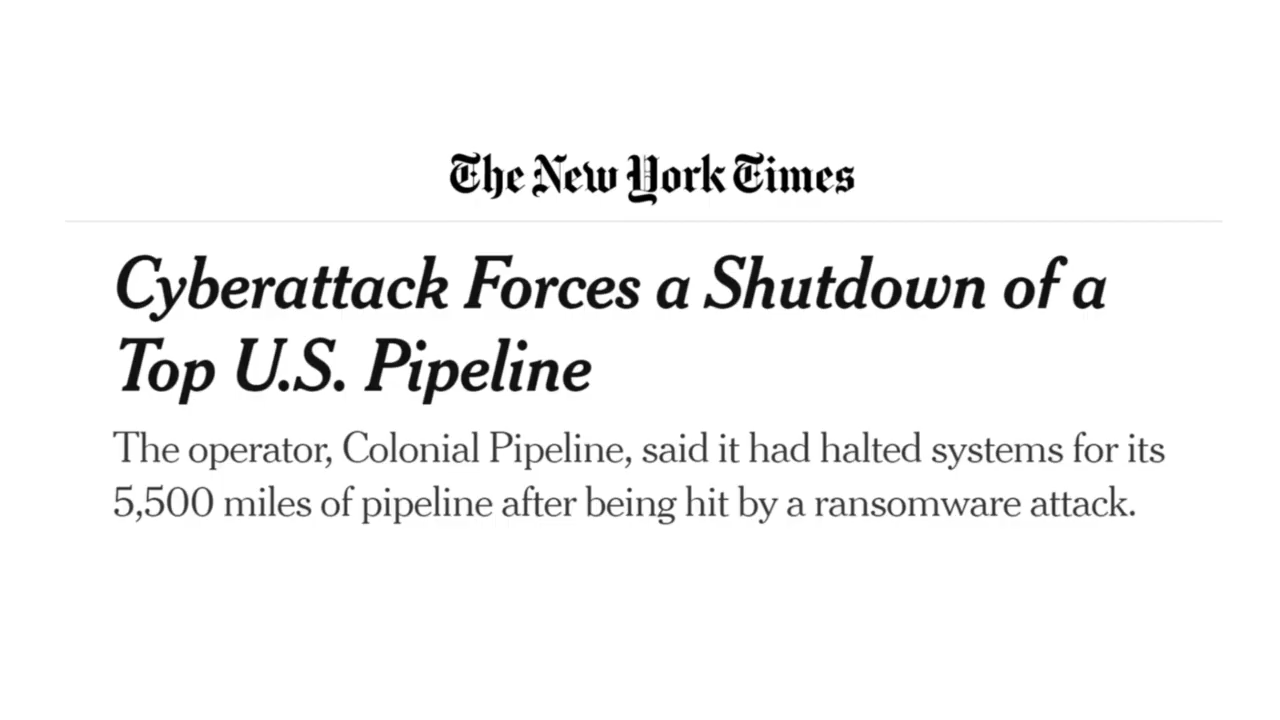 The New York Times
Cyberattack Forces a Shutdown of a
Top U.S. Pipeline
The operator, Colonial Pipeline, said it had halted systems for its
5,500 miles of pipeline after being hit by a ransomware attack.